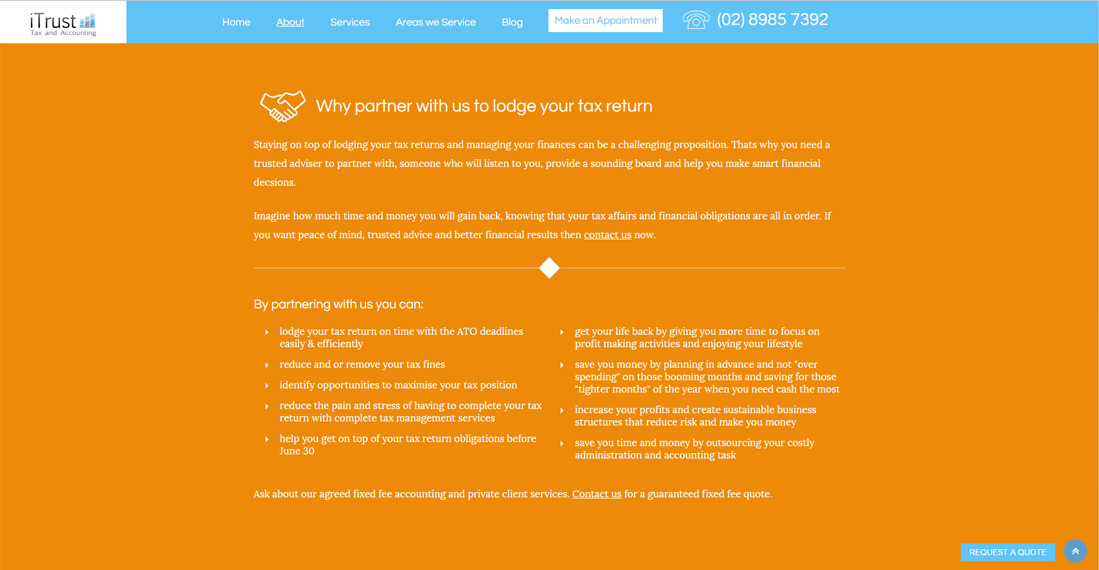 iTrust
Tax and Accounting
Home About Services Areas we Service Blog Make an Appointment (02) 8985 7392
Why partner with us to lodge your tax return
Staying on top of lodging your tax returns and managing your finances can be a challenging proposition. Thats why you need a
trusted adviser to partner with, someone who will listen to you, provide a sounding board and help you make smart financial
decsions.
Imagine how much time and money you will gain back, knowing that your tax affairs and financial obligations are all in order. If
you want peace of mind, trusted advice and better financial results then contact us now.
By partnering with us you can:
lodge your tax return on time with the ATO deadlines
easily & efficiently
reduce and or remove your tax fines
identify opportunities to maximise your tax position
reduce the pain and stress of having to complete your tax
return with complete tax management services
help you get on top of your tax return obligations before
June 30
get your life back by giving you more time to focus on
profit making activities and enjoying your lifestyle
save you money by planning in advance and not "over
spending" on those booming months and saving for those
"tighter months" of the year when you need cash the most
increase your profits and create sustainable business
structures that reduce risk and make you money
save you time and money by outsourcing your costly
administration and accounting task
Ask about our agreed fixed fee accounting and private client services. Contact us for a guaranteed fixed fee quote.
REQUEST A QUOTE